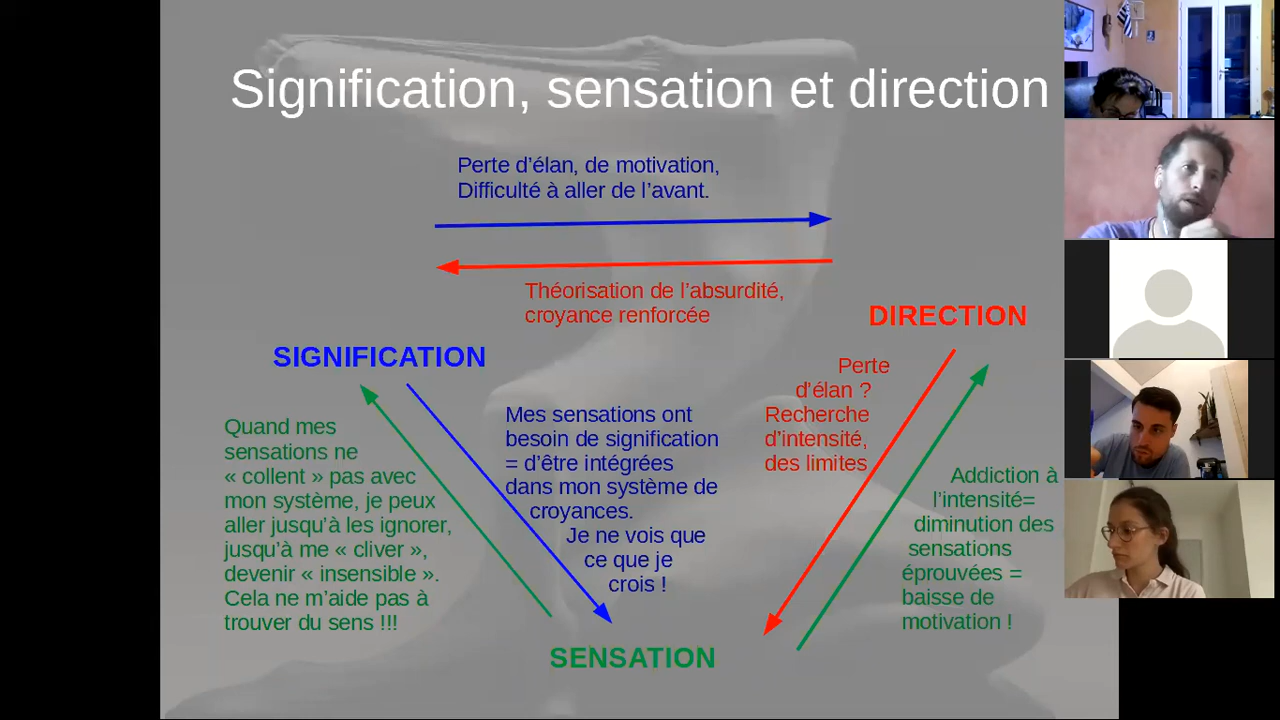 Signification, sensation et direction
Perte d’élan, de motivation,
Difficulté à aller de l’avant.
Théorisation de l’absurdité,
croyance renforcée
DIRECTION
SIGNIFICATION
Perte
d’élan ?
Recherche
d’intensité,
des limites
Mes sensations ont
besoin de signification
= d’être intégrées
dans mon système de
croyances.
Je ne vois que
ce que je
crois !
Quand mes
sensations ne
« collent » pas avec
mon système, je peux
aller jusqu’à les ignorer,
jusqu’à me « cliver »,
devenir « insensible ».
Cela ne m’aide pas à
trouver du sens !!!
Addiction à
l’intensité=
diminution des
sensations
éprouvées =
baisse de
motivation !
SENSATION